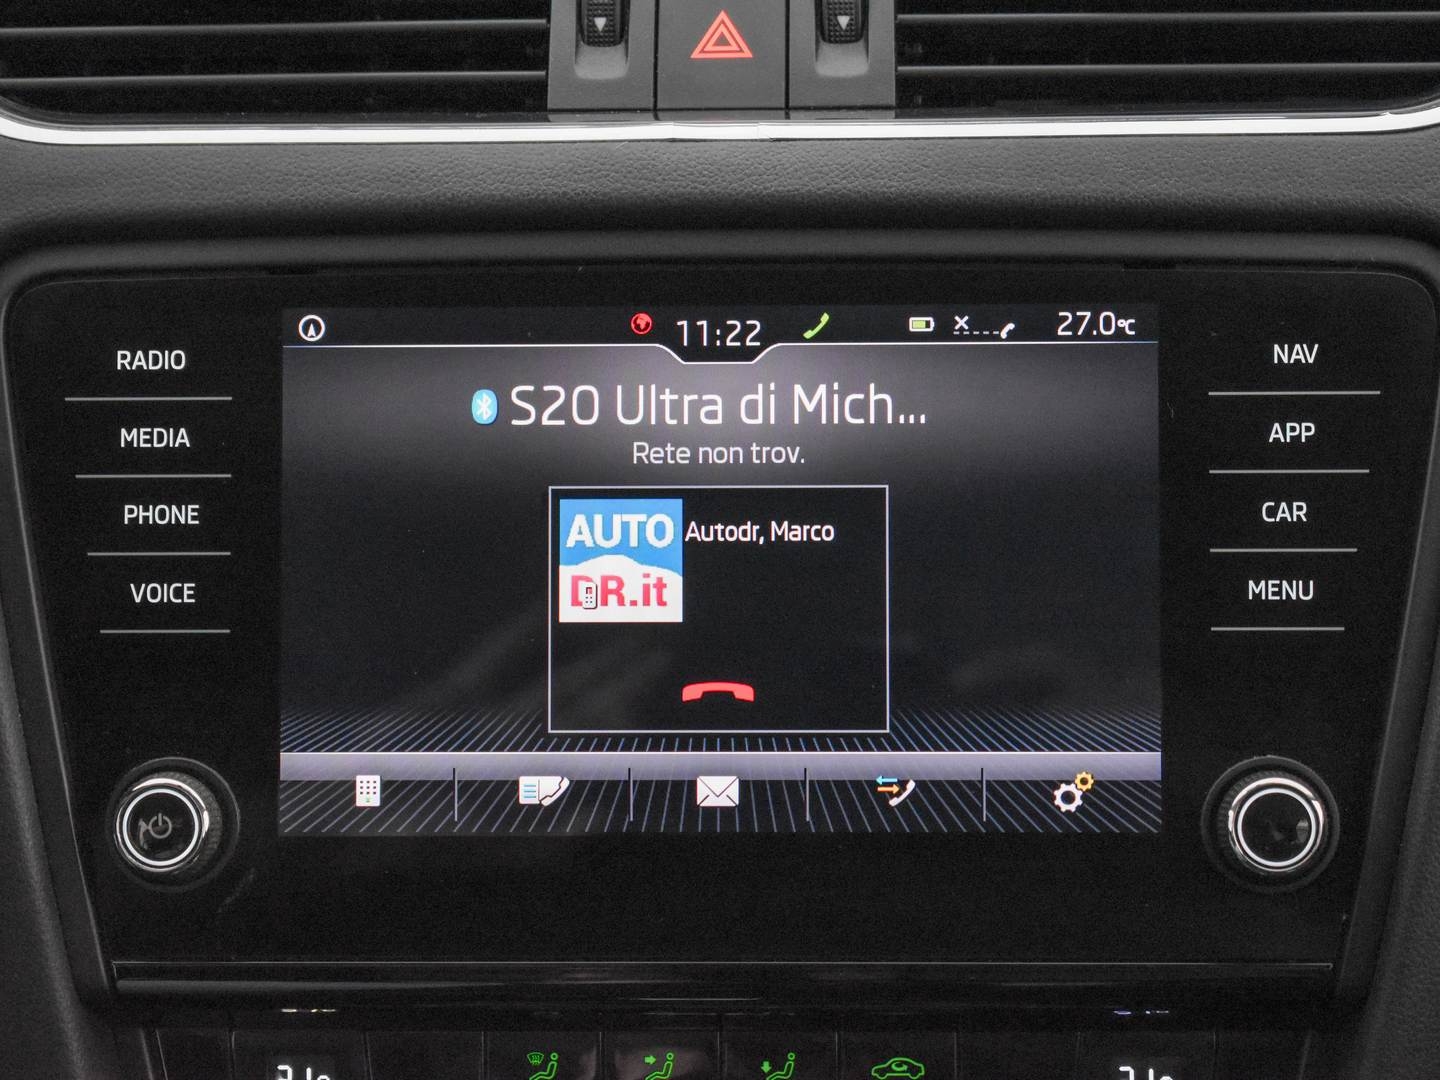 11:22
27.0°C
RADIO
MEDIA
PHONE
VOICE
S20 Ultra di Mich...
Rete non trov.
AUTO
DR.it
Autodr, Marco
NAV
APP
CAR
MENU